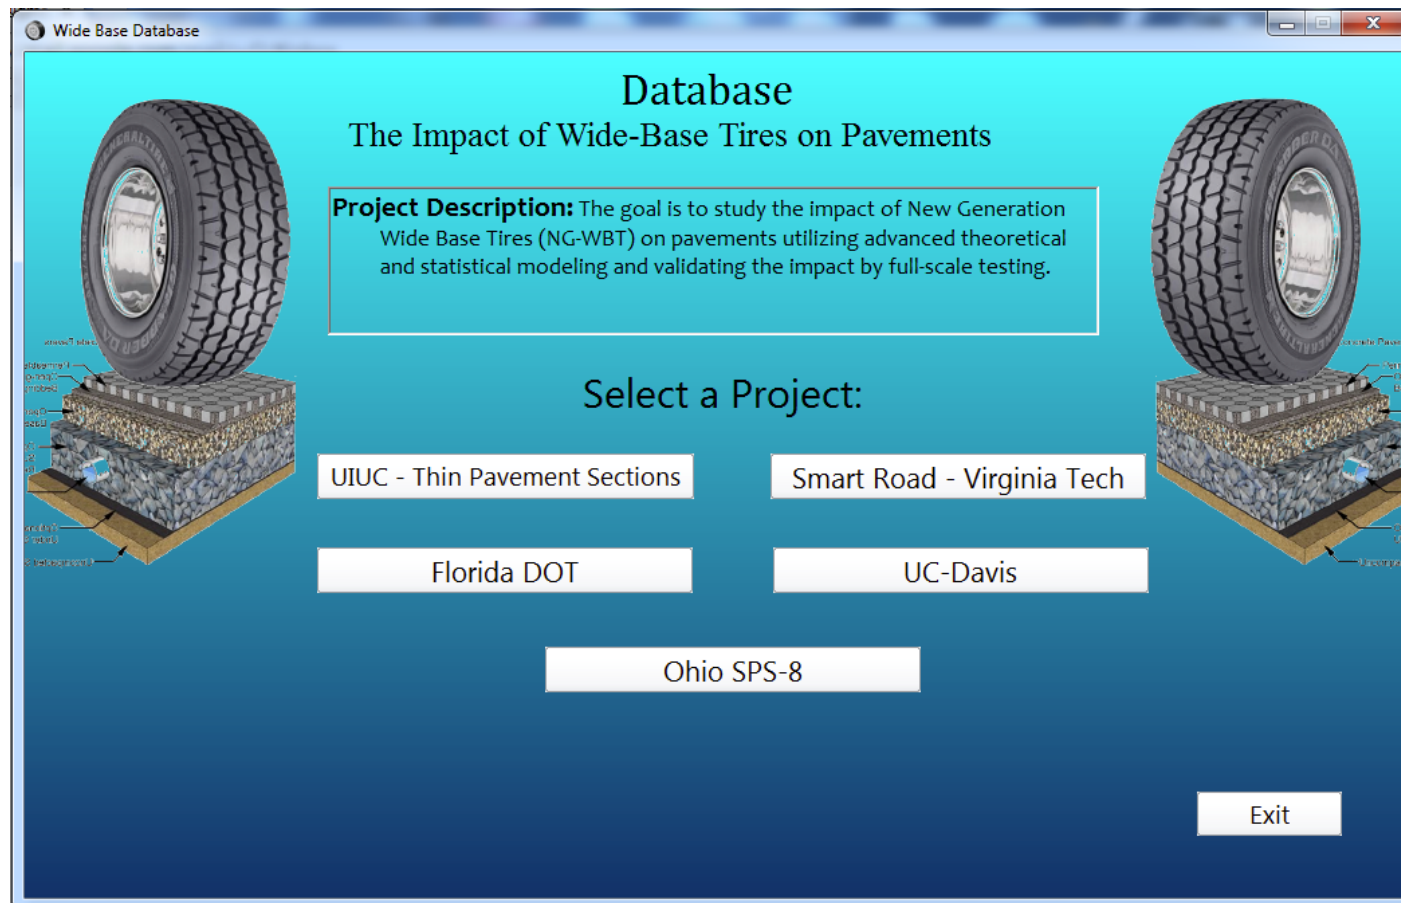 Wide Base Database
Database
The Impact of Wide-Base Tires on Pavements
Project Description: The goal is to study the impact of New Generation
Wide Base Tires (NG-WBT) on pavements utilizing advanced theoretical
and statistical modeling and validating the impact by full-scale testing.
Select a Project:
UIUC - Thin Pavement Sections
Smart Road - Virginia Tech
Florida DOT
UC-Davis
Ohio SPS-8
Exit